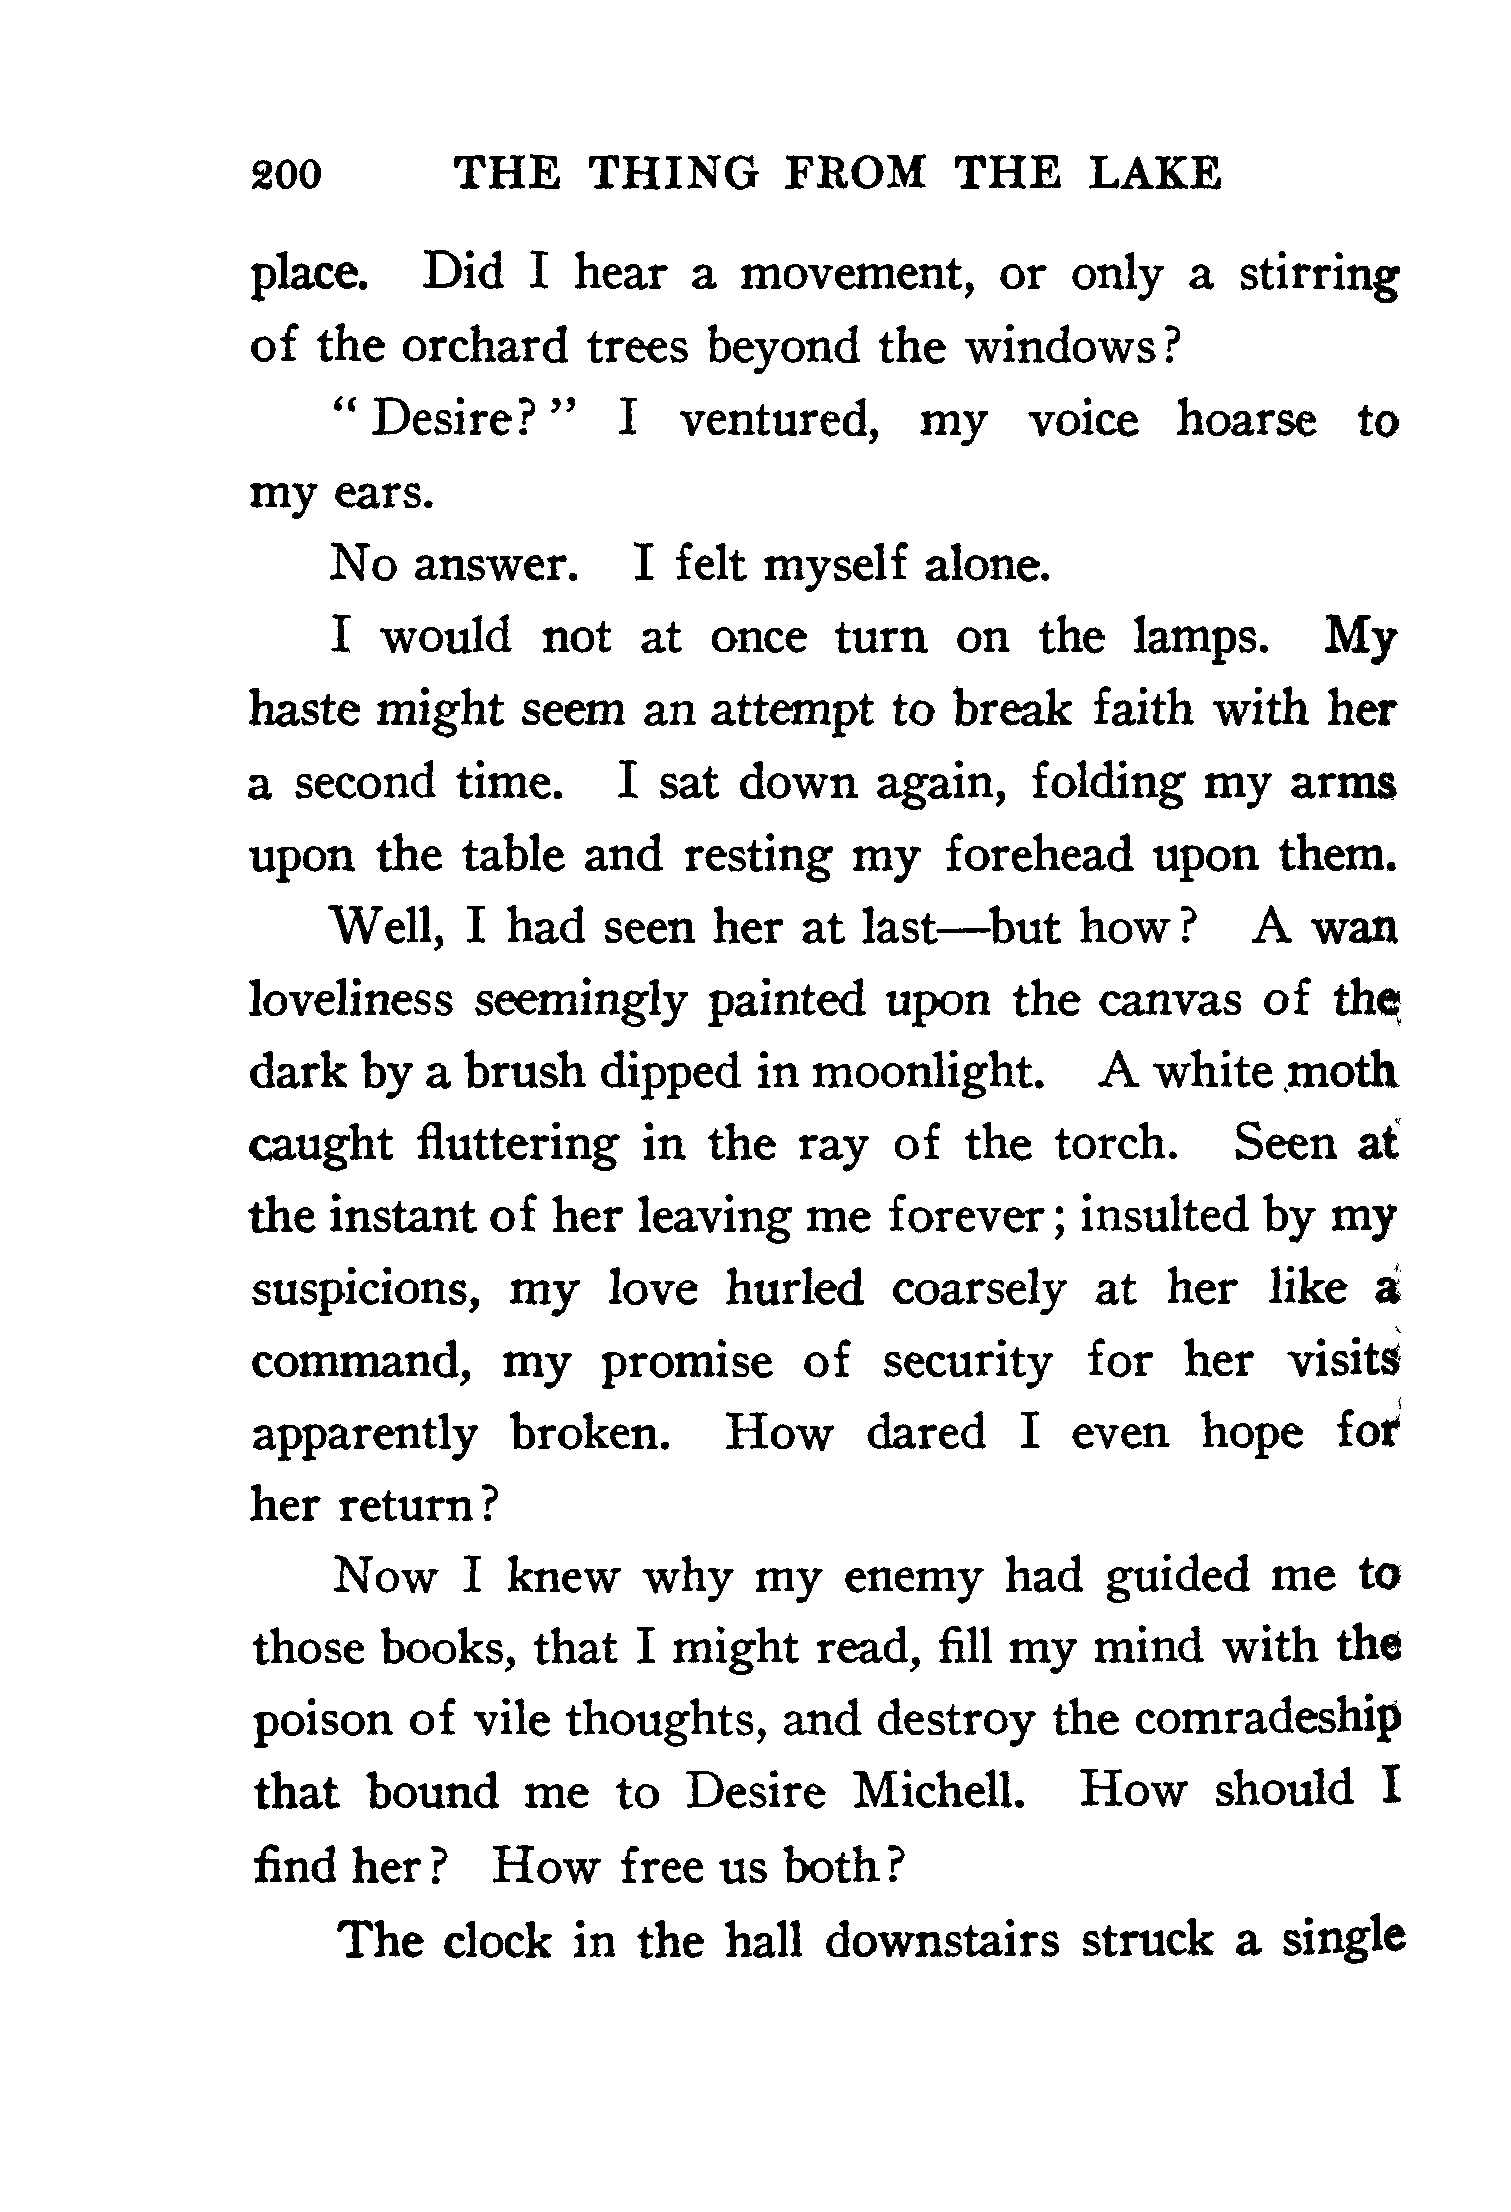 200 THE THING FROM THE LAKE
place. Did I hear a movement, or only a stirring
of the orchard trees beyond the windows?
“ Desire? ” I ventured, my voice hoarse to
my ears.
No answer. I felt myself alone.
I would not at once turn on the lamps. My
haste might seem an attempt to break faith with her
a second time. I sat down again, folding my arms
upon the table and resting my forehead upon them.
Well, I had seen her at last—but how? A wan
loveliness seemingly painted upon the canvas of the
dark by a brush dipped in moonlight. A white moth
caught fluttering in the ray of the torch. Seen at
the instant of her leaving me forever; insulted by my
suspicions, my love hurled coarsely at her like a
command, my promise of security for her visits
apparently broken. How dared I even hope for
her return?
Now I knew why my enemy had guided me to
those books, that I might read, fill my mind with the
poison of vile thoughts, and destroy the comradeship
that bound me to Desire Michell. How should I
find her? How free us both?
The clock in the hall downstairs struck a single